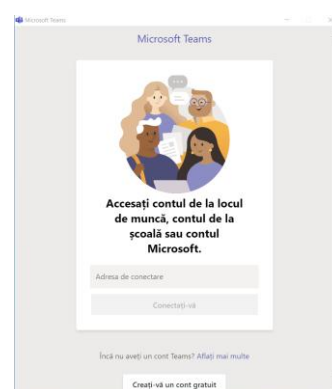 Microsoft Teams
Microsoft Teams
Accesați contul de la locul
de muncă, contul de la
școală sau contul
Microsoft.
Adresa de conectare
Conectați-vă
Încă nu aveți un cont Teams? Aflați mai multe
Creați-vă un cont gratuit